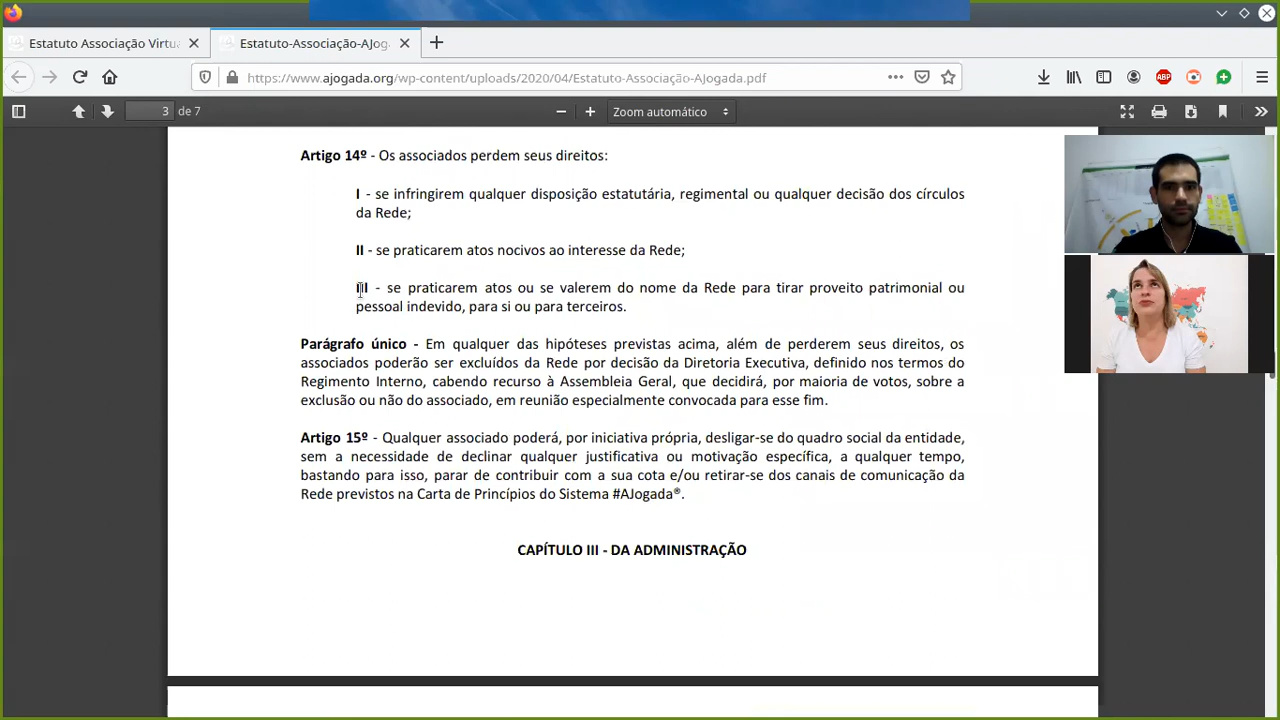 Estatuto Associação Virtu
Estatuto-Associação-AJog
https://www.ajogada.org/wp-content/uploads/2020/04/Estatuto-Associação-AJogada.pdf
ABP
3 de 7
Zoom automático
Artigo 14º - Os associados perdem seus direitos:
I - se infringirem qualquer disposição estatutária, regimental ou qualquer decisão dos círculos
da Rede;
II - se praticarem atos nocivos ao interesse da Rede;
III - se praticarem atos ou se valerem do nome da Rede para tirar proveito patrimonial ou
pessoal indevido, para si ou para terceiros.
Parágrafo único - Em qualquer das hipóteses previstas acima, além de perderem seus direitos, os
associados poderão ser excluídos da Rede por decisão da Diretoria Executiva, definido nos termos do
Regimento Interno, cabendo recurso à Assembleia Geral, que decidirá, por maioria de votos, sobre a
exclusão ou não do associado, em reunião especialmente convocada para esse fim.
Artigo 15º - Qualquer associado poderá, por iniciativa própria, desligar-se do quadro social da entidade,
sem a necessidade de declinar qualquer justificativa ou motivação específica, a qualquer tempo,
bastando para isso, parar de contribuir com a sua cota e/ou retirar-se dos canais de comunicação da
Rede previstos na Carta de Princípios do Sistema #AJogada®.
CAPÍTULO III - DA ADMINISTRAÇÃO